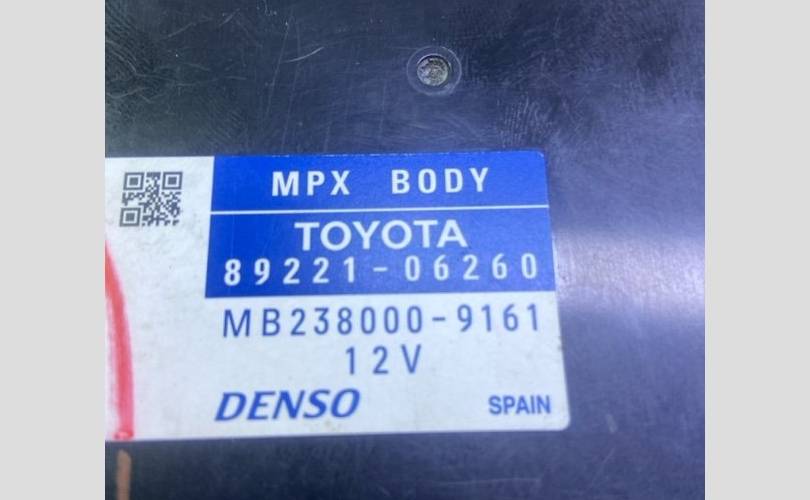 MPX BODY
TOYOTA
89221-06260
MB238000-9161
12V
DENSO
SPAIN